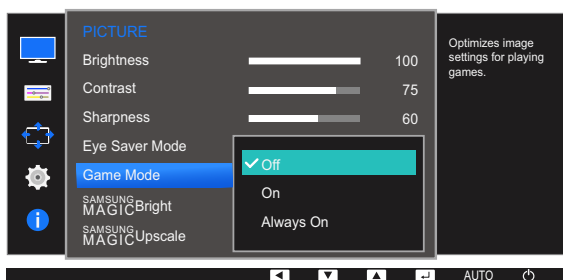 PICTURE
Brightness 100
Contrast 75
Sharpness 60
Eye Saver Mode
Game Mode
SAMSUNG
MAGICBright
SAMSUNG
MAGICUpscale
Off
On
Always On
Optimizes image
settings for playing
games.
AUTO